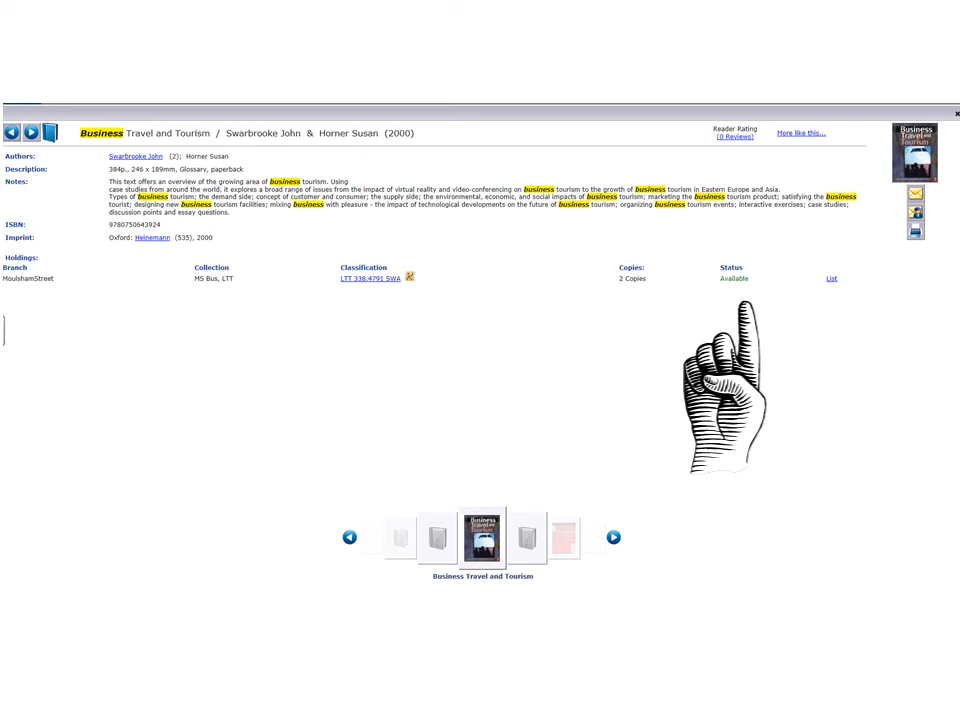 Business Travel and Tourism / Swarbrooke John & Horner Susan (2000)
Reader Rating
(0 Reviews)
More like this...
Business
Travel and
Tourism
Authors: Swarbrooke John (2); Horner Susan
Description: 384p., 246 x 189mm, Glossary, paperback
Notes: This text offers an overview of the growing area of business tourism. Using
case studies from around the world, it explores a broad range of issues from the impact of virtual reality and video-conferencing on business tourism to the growth of business tourism in Eastern Europe and Asia.
Types of business tourism; the demand side; concept of customer and consumer; the supply side; the environmental, economic, and social impacts of business tourism; marketing the business tourism product; satisfying the business
tourist; designing new business tourism facilities; mixing business with pleasure - the impact of technological developments on the future of business tourism; organizing business tourism events; interactive exercises; case studies;
discussion points and essay questions.
ISBN: 9780750643924
Imprint: Oxford: Heinemann (535), 2000
Holdings:
Branch Collection Classification Copies: Status
MoulshamStreet MS Bus, LTT LTT 338.4791 SWA 2 Copies Available List
Business
Travel and
Tourism
Business Travel and Tourism